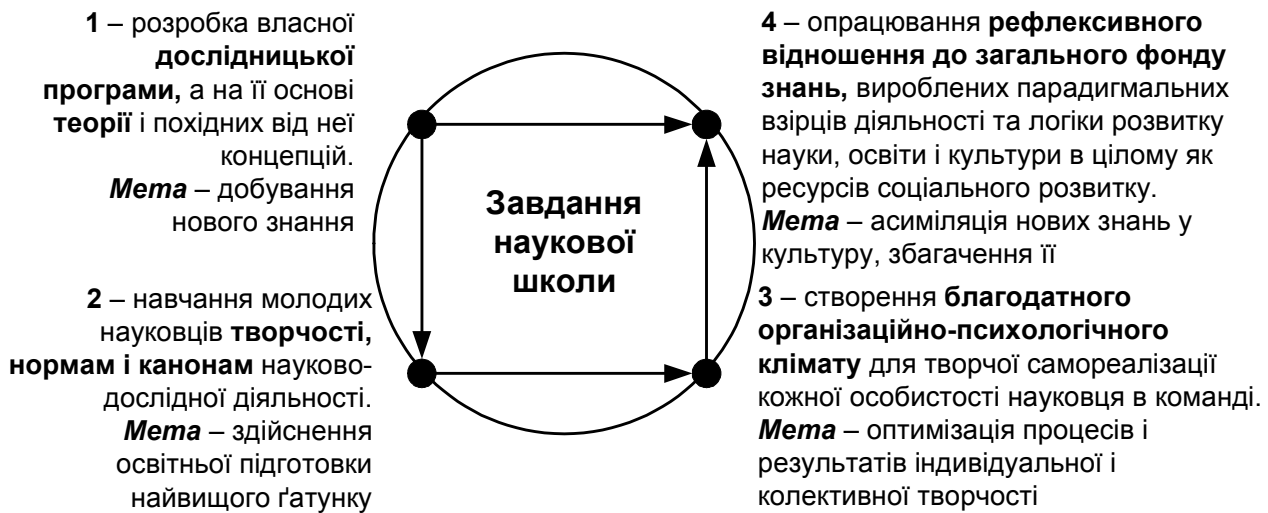 1 – розробка власної
дослідницької
програми, а на її основі
теорії і похідних від неї
концепцій.
Мета – добування
нового знання
2 – навчання молодих
науковців творчості,
нормам і канонам науково-
дослідної діяльності.
Мета – здійснення
освітньої підготовки
найвищого ґатунку
Завдання
наукової
школи
4 – опрацювання рефлексивного
відношення до загального фонду
знань, вироблених парадигмальних
взірців діяльності та логіки розвитку
науки, освіти і культури в цілому як
ресурсів соціального розвитку.
Мета – асиміляція нових знань у
культуру, збагачення її
3 – створення благодатного
організаційно-психологічного
клімату для творчої самореалізації
кожної особистості науковця в команді.
Мета – оптимізація процесів і
результатів індивідуальної і
колективної творчості